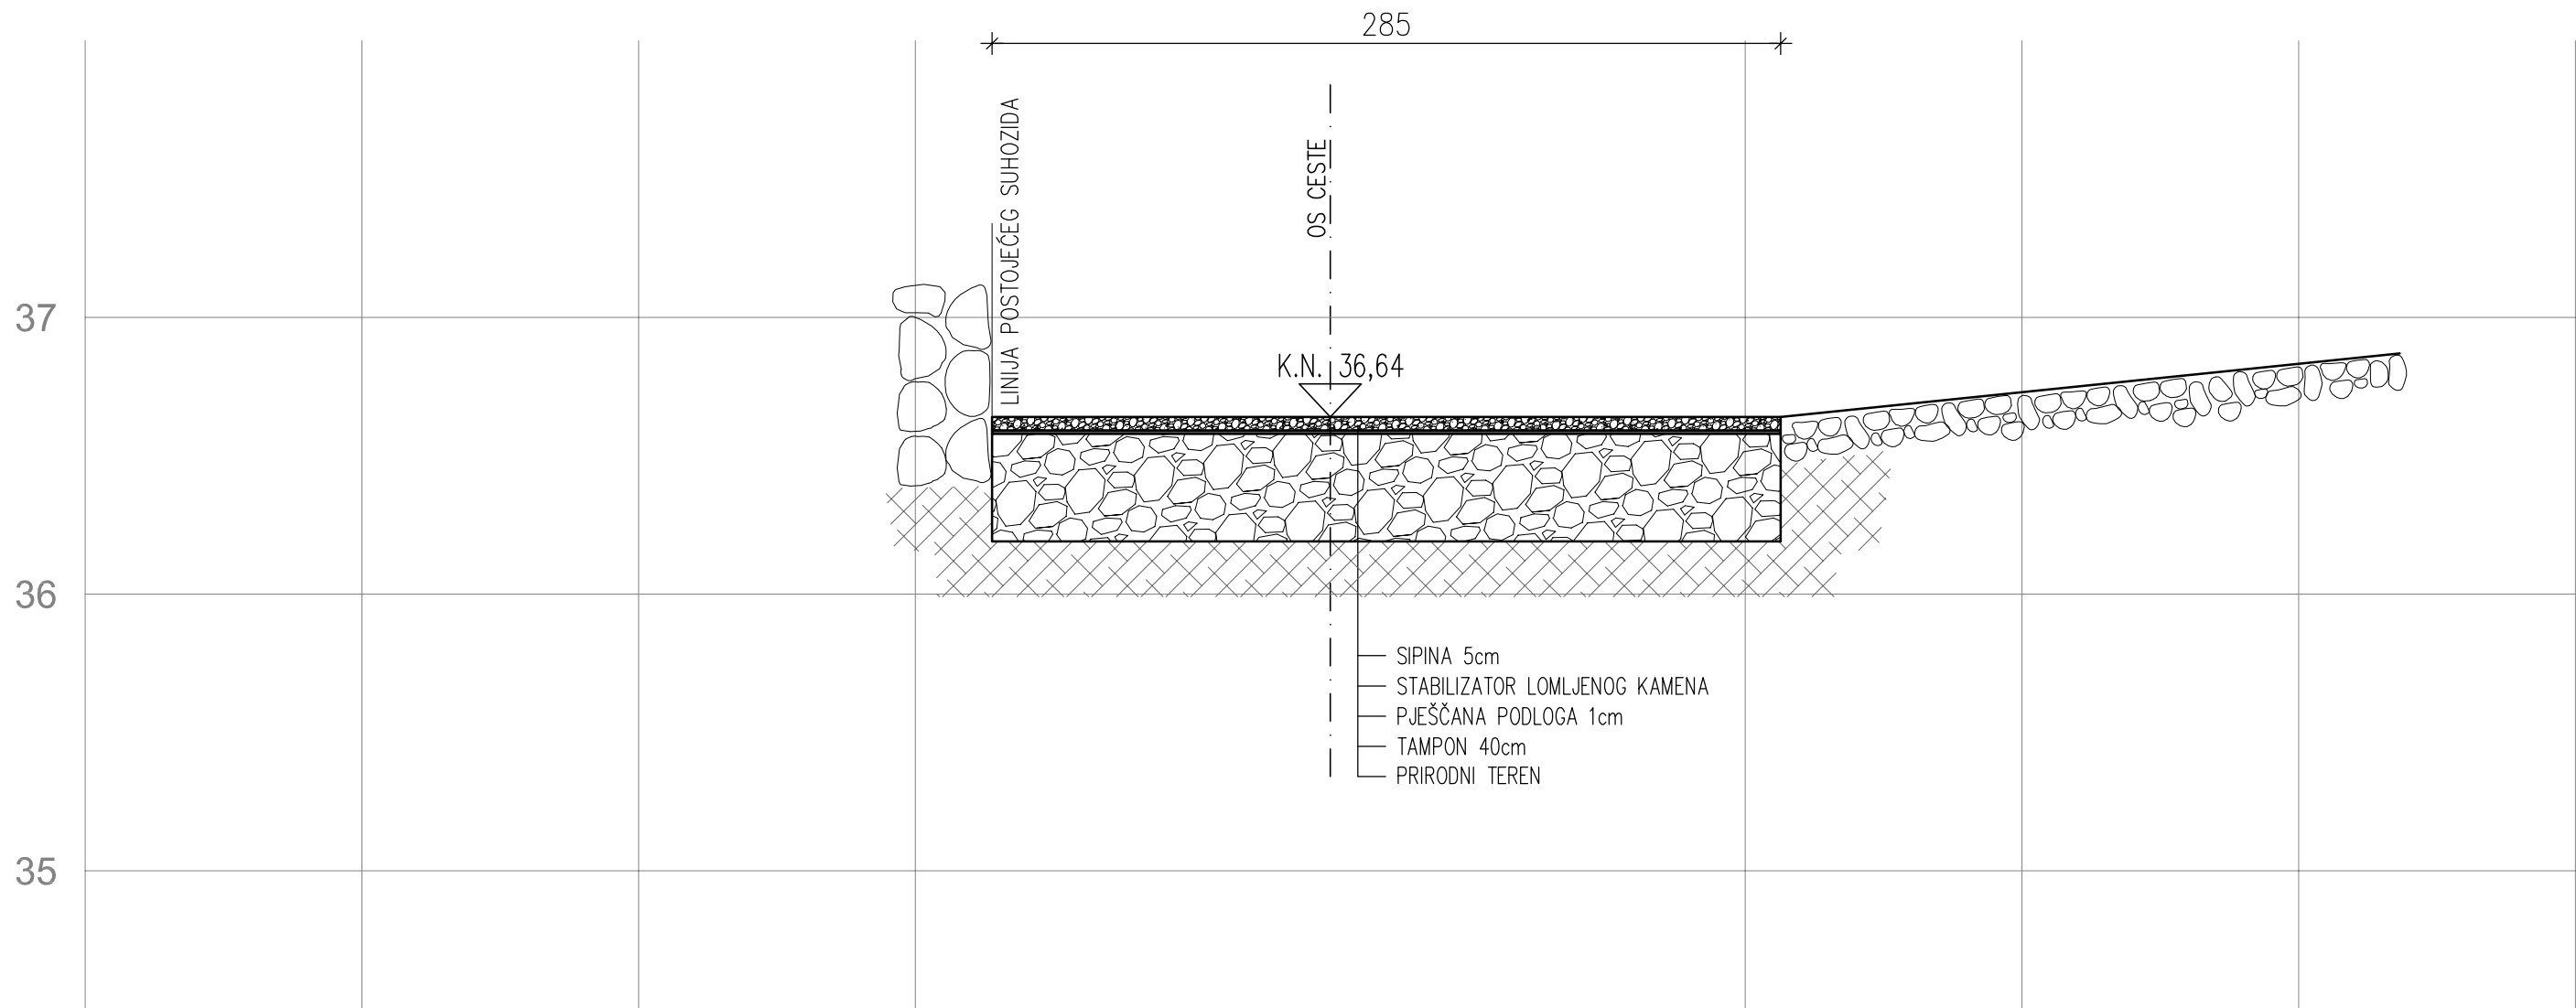 285
LINIJA POSTOJEĆEG SUHOZIDA
OS CESTE
37
K.N. 36,64
36
SIPINA 5cm
STABILIZATOR LOMLJENOG KAMENA
PJEŠČANA PODLOGA 1cm
TAMPON 40cm
PRIRODNI TEREN
35